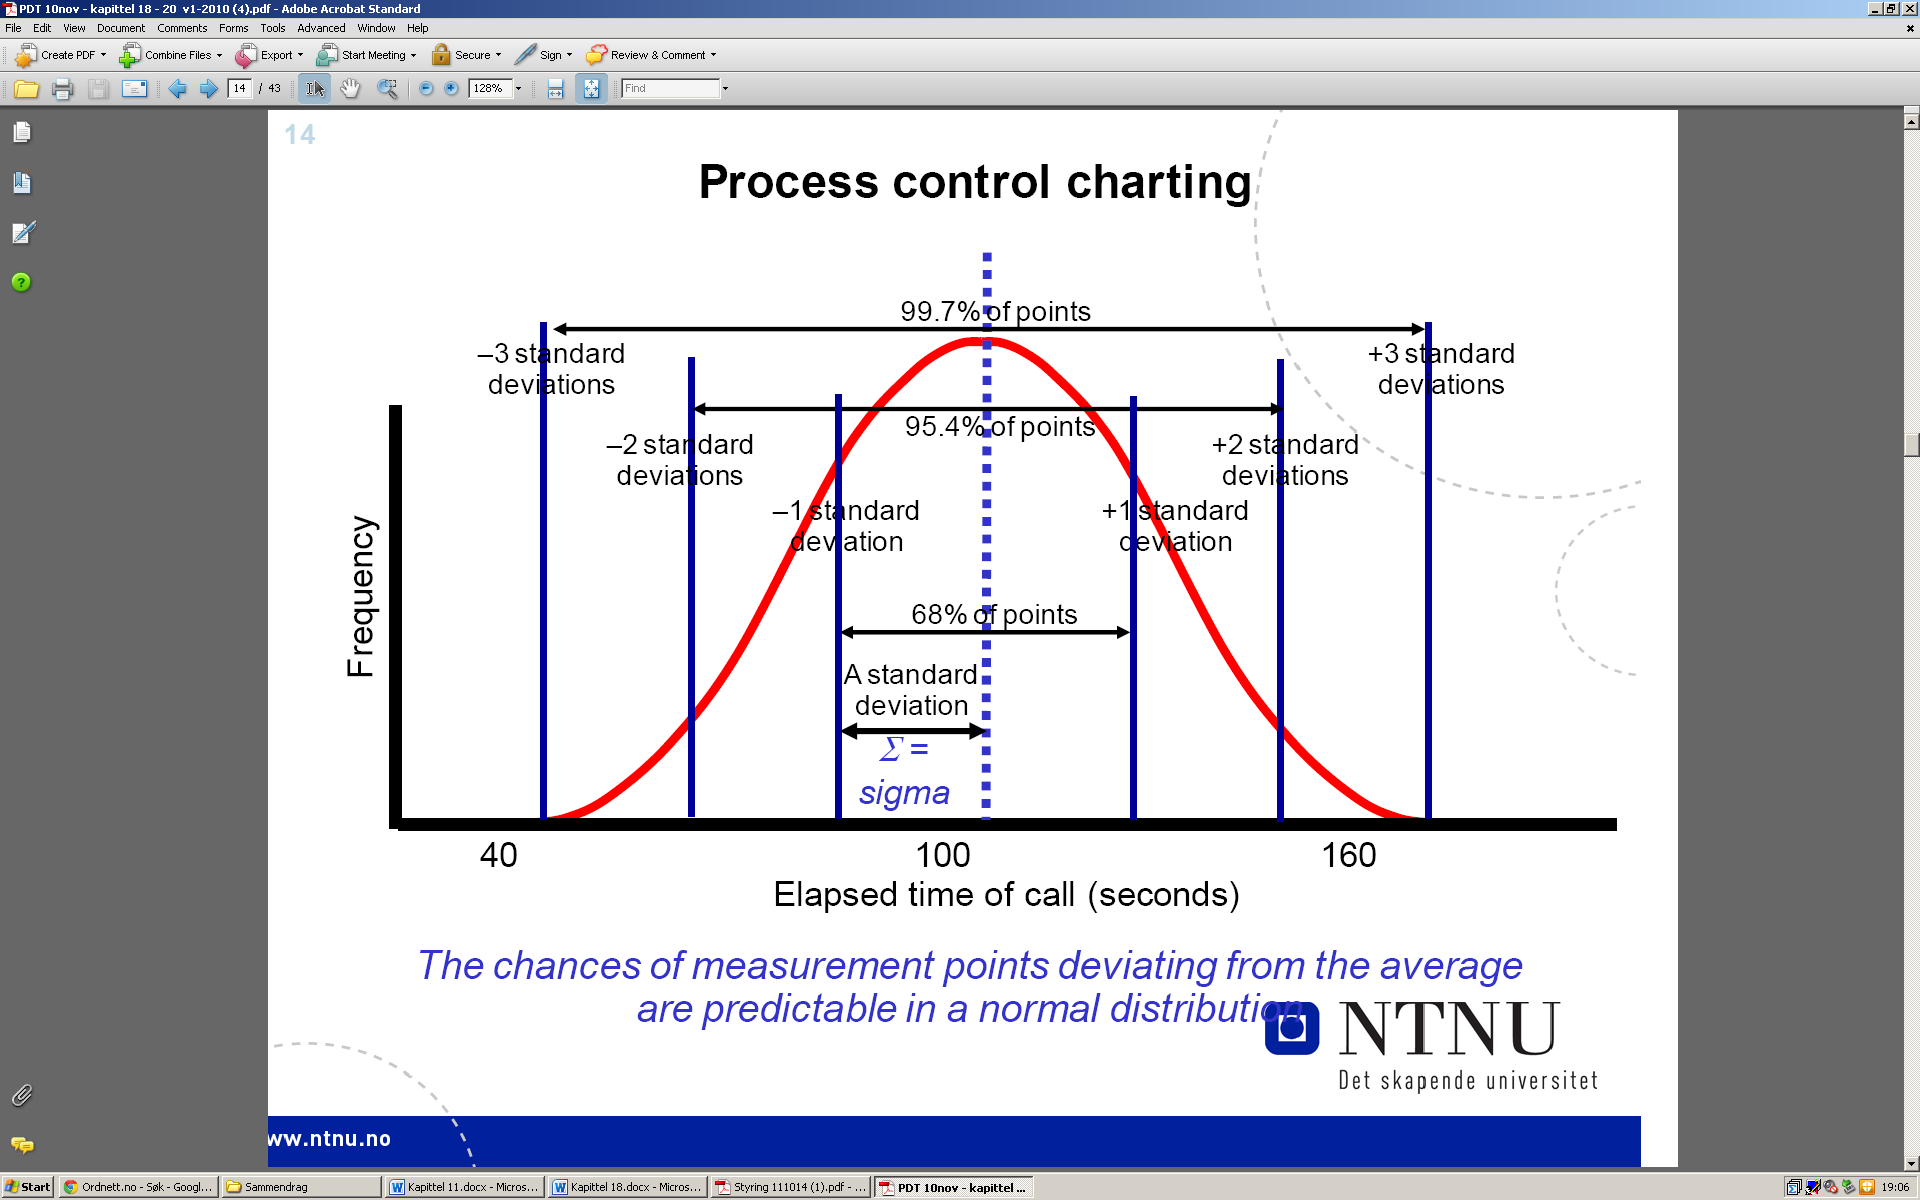 PDT 10nov - kapittel 18 - 20 v1-2010 (4).pdf - Adobe Acrobat Standard
File Edit View Document Comments Forms Tools Advanced Window Help
Create PDF Combine Files Export Start Meeting Secure Sign Review & Comment
14 / 43 128% Find
14
Process control charting
99.7% of points
–3 standard
deviations
+3 standard
deviations
95.4% of points
–2 standard
deviations
+2 standard
deviations
–1 standard
deviation
+1 standard
deviation
Frequency
68% of points
A standard
deviation
Σ =
sigma
40 100 160
Elapsed time of call (seconds)
The chances of measurement points deviating from the average
are predictable in a normal distribution
NTNU
Det skapende universitet
ww.ntnu.no
Start Ordnett.no - Søk - Googl... Sammendrag Kapittel 11.docx - Micros... Kapittel 18.docx - Micros... Styring 111014 (1).pdf - ... PDT 10nov - kapittel ... 19:06